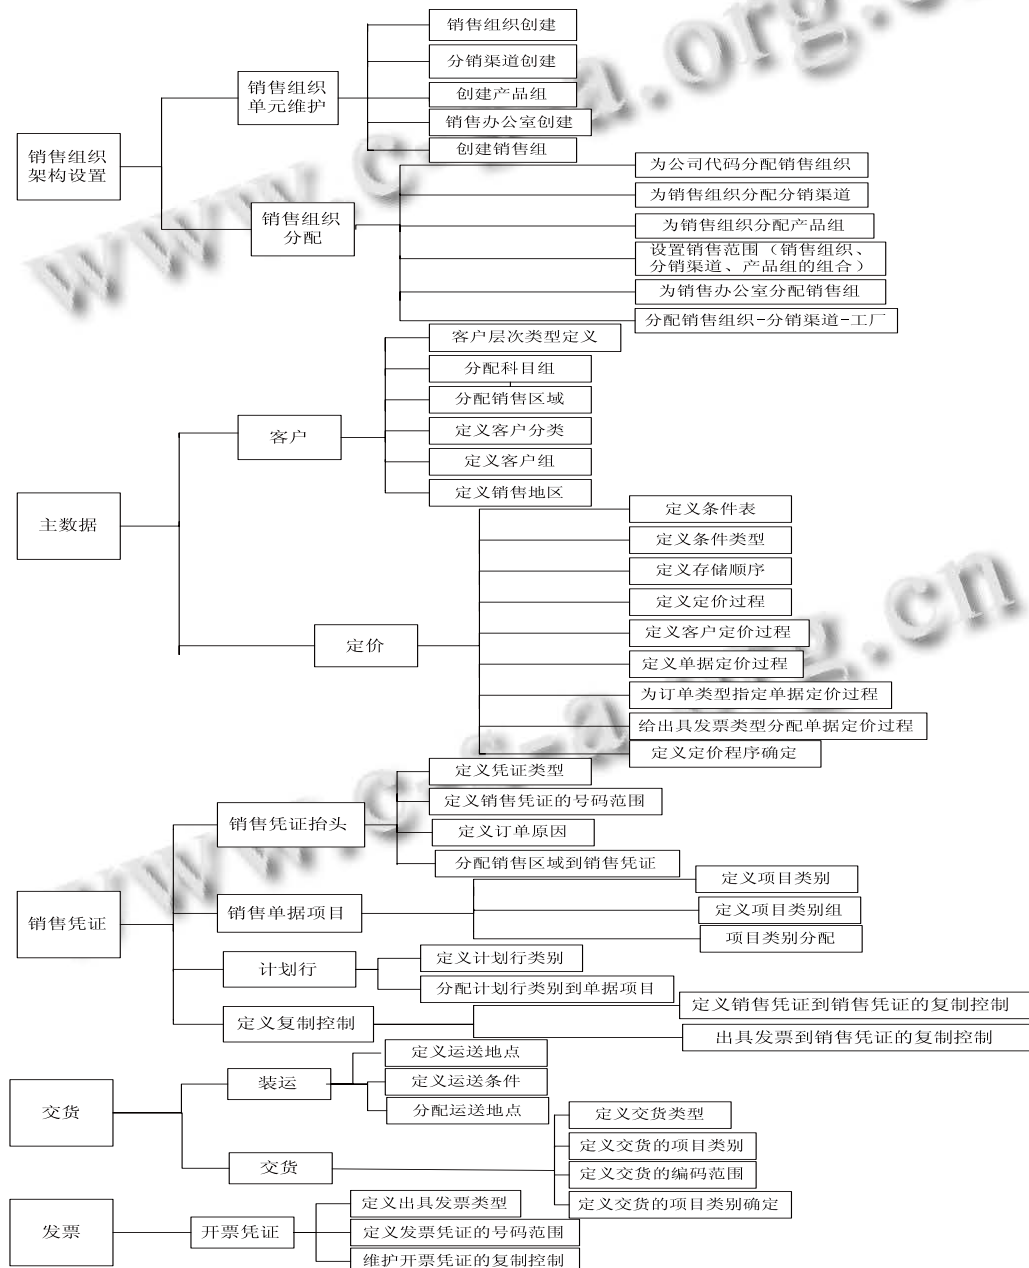 销售组织创建
分销渠道创建
创建产品组
销售办公室创建
创建销售组
销售组织
单元维护
销售组织
架构设置
销售组织
分配
为公司代码分配销售组织
为销售组织分配分销渠道
为销售组织分配产品组
设置销售范围（销售组织、
分销渠道、产品组的组合）
为销售办公室分配销售组
分配销售组织-分销渠道-工厂
客户层次类型定义
分配科目组
分配销售区域
定义客户分类
定义客户组
定义销售地区
客户
主数据
定价
定义条件表
定义条件类型
定义存储顺序
定义定价过程
定义客户定价过程
定义单据定价过程
为订单类型指定单据定价过程
给出具发票类型分配单据定价过程
定义定价程序确定
定义凭证类型
定义销售凭证的号码范围
定义订单原因
分配销售区域到销售凭证
销售凭证抬头
销售凭证
销售单据项目
定义项目类别
定义项目类别组
项目类别分配
计划行
定义计划行类别
分配计划行类别到单据项目
定义复制控制
定义销售凭证到销售凭证的复制控制
出具发票到销售凭证的复制控制
交货
装运
定义运送地点
定义运送条件
分配运送地点
交货
定义交货类型
定义交货的项目类别
定义交货的编码范围
定义交货的项目类别确定
发票
开票凭证
定义出具发票类型
定义发票凭证的号码范围
维护开票凭证的复制控制
www.c-s-a.org.cn